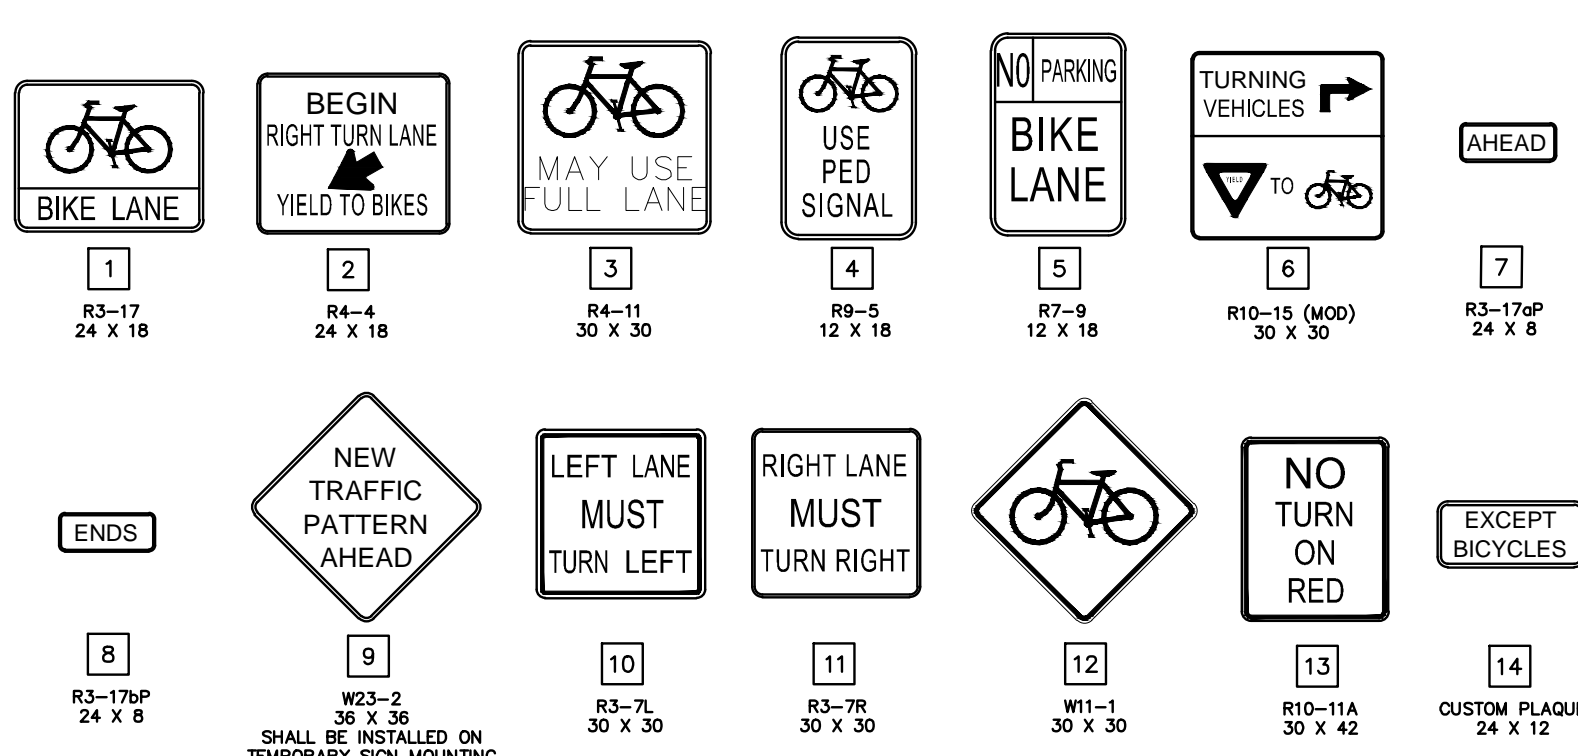 BIKE LANE
1
R3-17
24 X 18
BEGIN
RIGHT TURN LANE
YIELD TO BIKES
2
R4-4
24 X 18
MAY USE
FULL LANE
3
R4-11
30 X 30
USE
PED
SIGNAL
4
R9-5
12 X 18
NO PARKING
BIKE
LANE
5
R7-9
12 X 18
TURNING
VEHICLES
YIELD TO
6
R10-15 (MOD)
30 X 30
AHEAD
7
R3-17aP
24 X 8
ENDS
8
R3-17bP
24 X 8
NEW
TRAFFIC
PATTERN
AHEAD
9
W23-2
36 X 36
SHALL BE INSTALLED ON
TEMPORARY SIGN MOUNTING
LEFT LANE
MUST
TURN LEFT
10
R3-7L
30 X 30
RIGHT LANE
MUST
TURN RIGHT
11
R3-7R
30 X 30
12
W11-1
30 X 30
NO
TURN
ON
RED
13
R10-11A
30 X 42
EXCEPT
BICYCLES
14
CUSTOM PLAQU
24 X 12